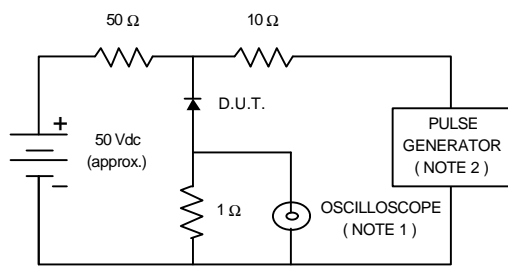 50 Ω
10 Ω
D.U.T.
+
50 Vdc
(approx.)
−
1 Ω
OSCILLOSCOPE
( NOTE 1 )
PULSE
GENERATOR
( NOTE 2 )